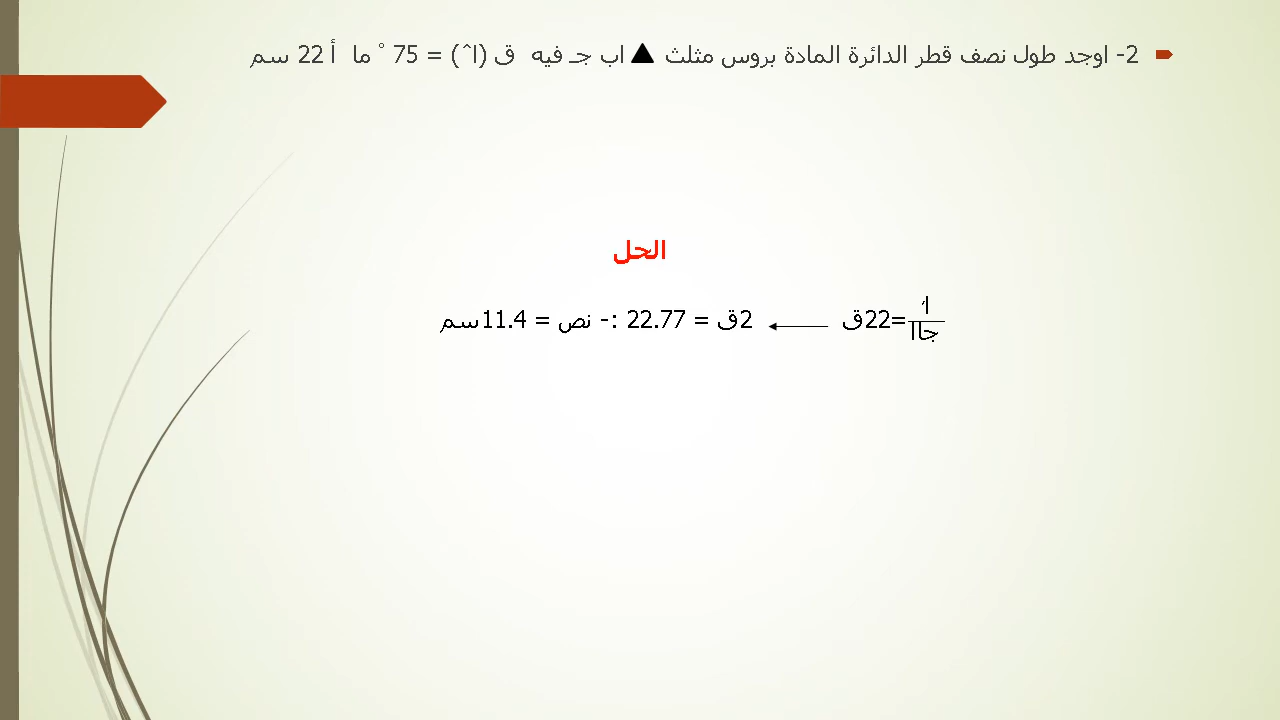 2- اوجد طول نصف قطر الدائرة المادة بروس مثلث ▲ اب جـ فيه ق (اˆ) = 75 ° ما أ 22 سم
الحل
اَ/جاا =22ق ← 2ق = 22.77 :- نص = 11.4سم